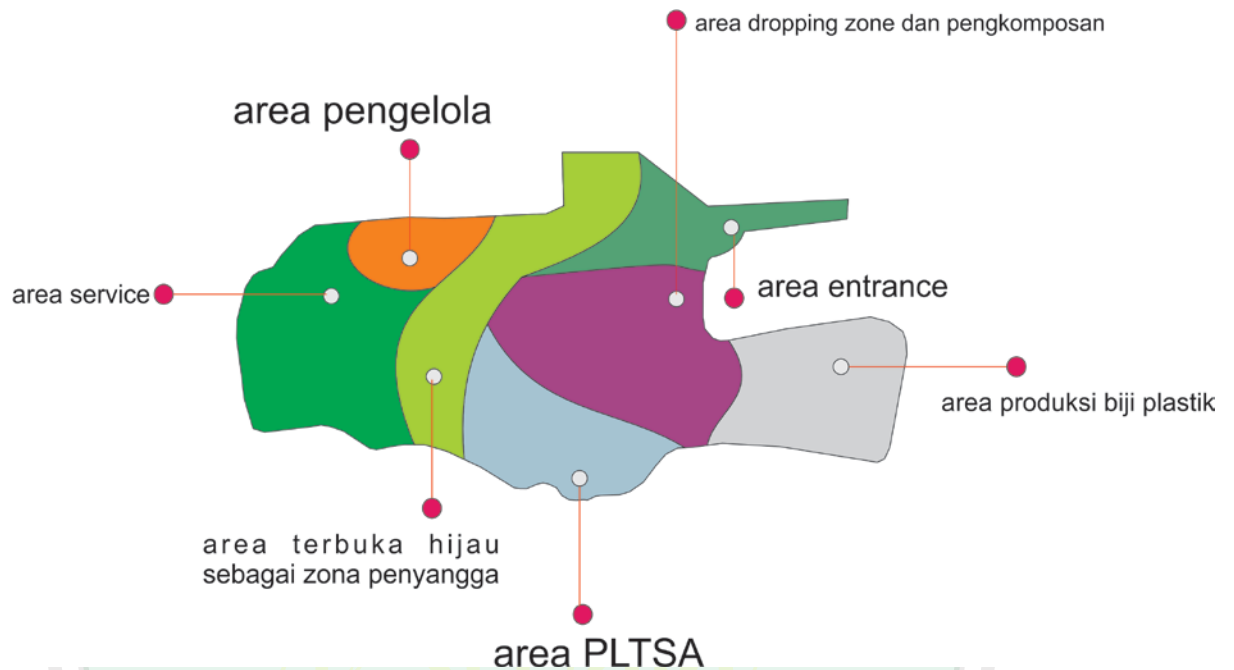 area dropping zone dan pengkomposan
area pengelola
area service
area entrance
area produksi biji plastik
area terbuka hijau
sebagai zona penyangga
area PLTSA